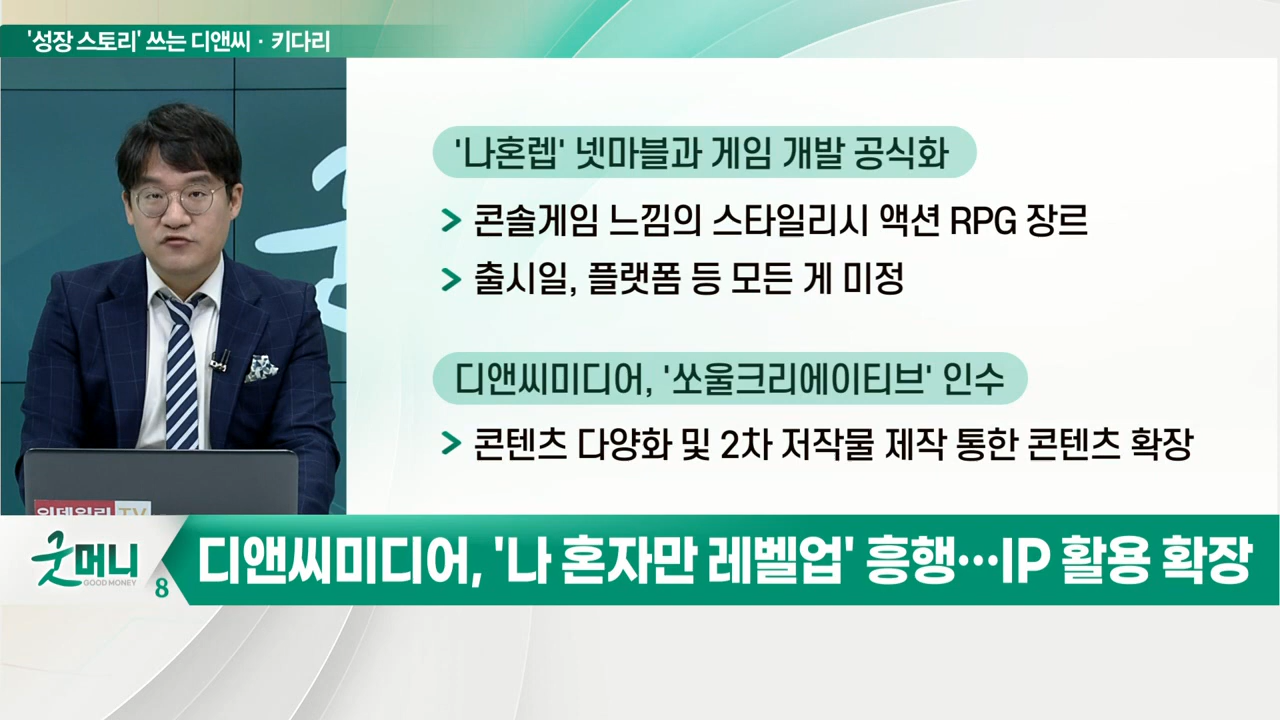 '성장 스토리' 쓰는 디앤씨·키다리
'나혼렙' 넷마블과 게임 개발 공식화
> 콘솔게임 느낌의 스타일리시 액션 RPG 장르
> 출시일, 플랫폼 등 모든 게 미정
디앤씨미디어, '쏘울크리에이티브' 인수
> 콘텐츠 다양화 및 2차 저작물 제작 통한 콘텐츠 확장
이데일리 TV
굿머니
GOOD MONEY
8
디앤씨미디어, '나 혼자만 레벨업' 흥행…IP 활용 확장